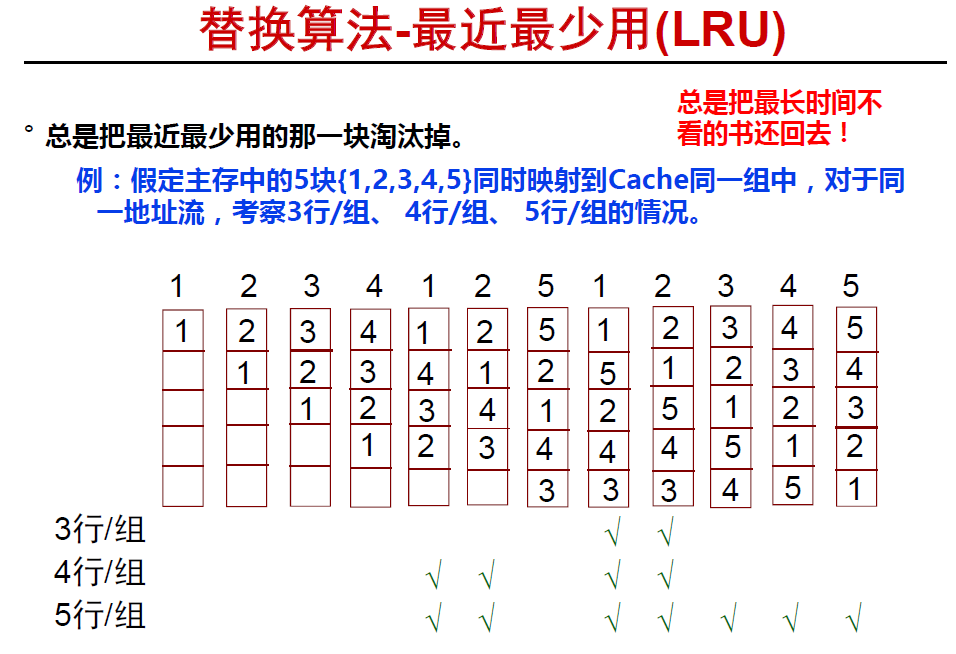 替换算法-最近最少用(LRU)
总是把最长时间不
看的书还回去！
° 总是把最近最少用的那一块淘汰掉。
例：假定主存中的5块{1,2,3,4,5}同时映射到Cache同一组中，对于同
一地址流，考察3行/组、 4行/组、 5行/组的情况。
1 2 3 4 1 2 5 1 2 3 4 5
1 2 3 4 1 2 5 1 2 3 4 5
1 2 3 4 1 2 5 1 2 3 4
1 2 3 4 1 2 5 1 2 3
1 2 3 4 4 4 5 1 2
3 3 3 4 5 1
3行/组 √ √
4行/组 √ √ √ √
5行/组 √ √ √ √ √ √ √